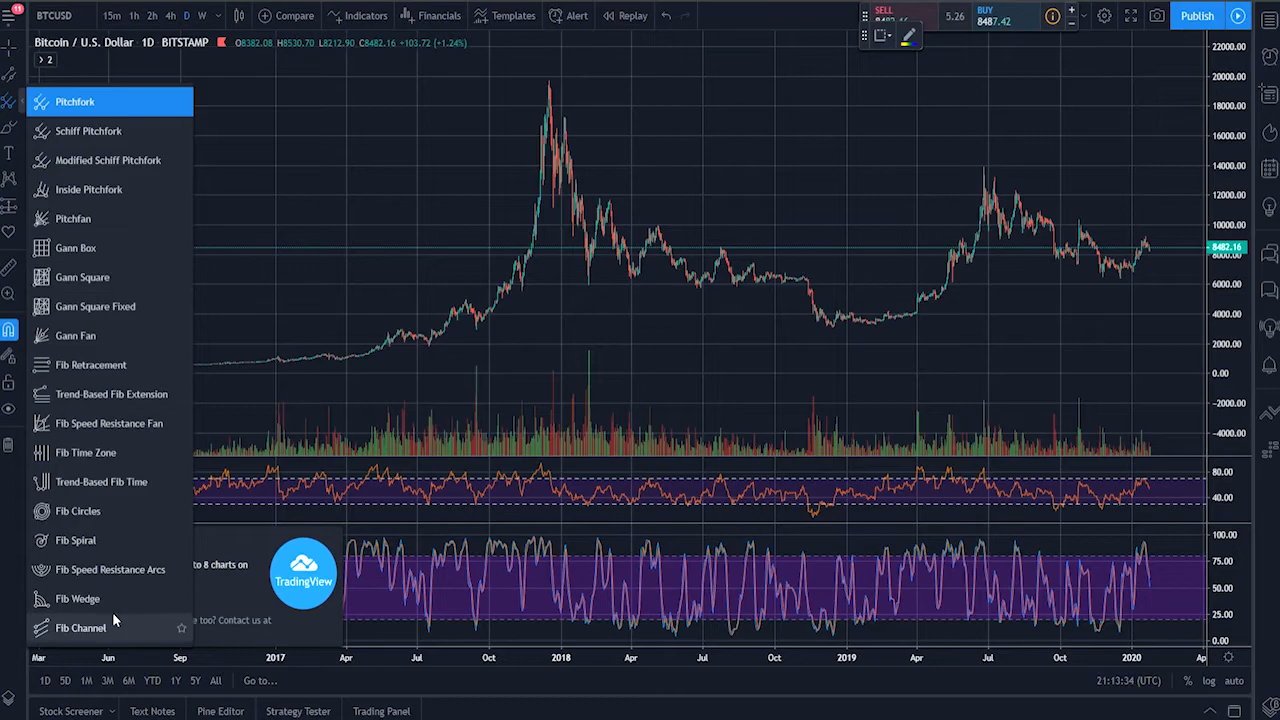 11
BTCUSD 15m 1h 2h 4h D W Compare Indicators Financials Templates Alert Replay SELL 5.26 BUY 8487.42 Publish
Bitcoin / U.S. Dollar 1D BITSTAMP O8382.08 H8530.70 L8212.90 C8482.16 +103.72 (+1.24%)
2
Pitchfork
Schiff Pitchfork
Modified Schiff Pitchfork
Inside Pitchfork
Pitchfan
Gann Box
Gann Square
Gann Square Fixed
Gann Fan
Fib Retracement
Trend-Based Fib Extension
Fib Speed Resistance Fan
Fib Time Zone
Trend-Based Fib Time
Fib Circles
Fib Spiral
Fib Speed Resistance Arcs
Fib Wedge
Fib Channel
to 8 charts on
TradingView
e too? Contact us at
22000.00
20000.00
18000.00
16000.00
14000.00
12000.00
10000.00
8482.16
8000.00
6000.00
4000.00
2000.00
0.00
-2000.00
-4000.00
80.00
40.00
100.00
75.00
50.00
25.00
0.00
Mar Jun Sep 2017 Apr Jul Oct 2018 Apr Jul Oct 2019 Apr Jul Oct 2020 Ap
1D 5D 1M 3M 6M YTD 1Y 5Y All Go to... 21:13:34 (UTC) % log auto
Stock Screener Text Notes Pine Editor Strategy Tester Trading Panel